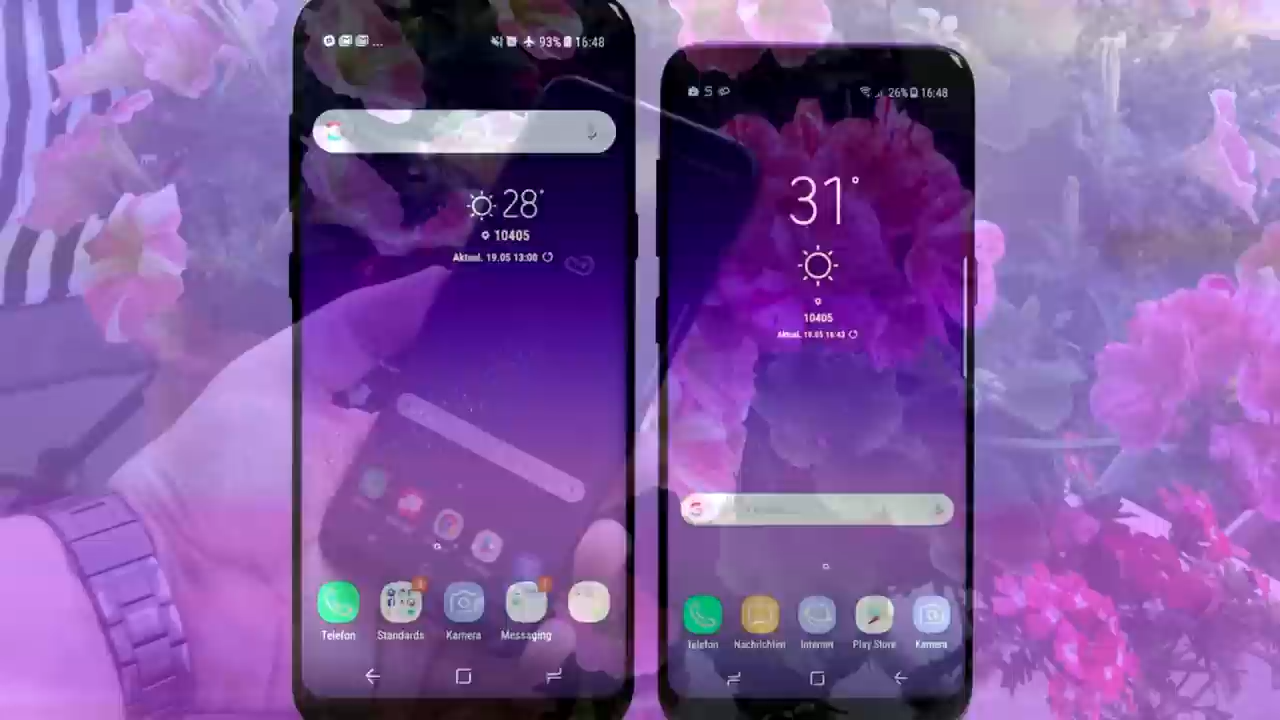 ... 93% 16:48
28°
10405
Aktual. 19.05 13:00
Telefon Standards Kamera Messaging
S 26% 16:48
31°
10405
Aktual. 19.05 16:43
G
Telefon Nachrichten Internet Play Store Kamera